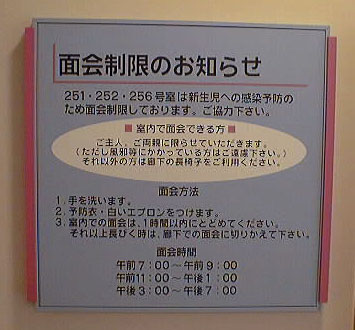 面会制限のお知らせ
251・252・256号室は新生児への感染予防の
ため面会制限しております。ご協力下さい。
■ 室内で面会できる方 ■
ご主人、ご両親に限らせていただきます。
(ただし風邪等にかかっている方はご遠慮下さい。)
それ以外の方は廊下の長椅子をご利用ください。
面会方法
1.手を洗います。
2.予防衣・白いエプロンをつけます。
3.室内での面会は、1時間以内にとどめてください。
それ以上長びく時は、廊下での面会に切りかえて下さい。
面会時間
午前7:00〜午前9:00
午前11:00〜午後1:00
午後3:00〜午後7:00